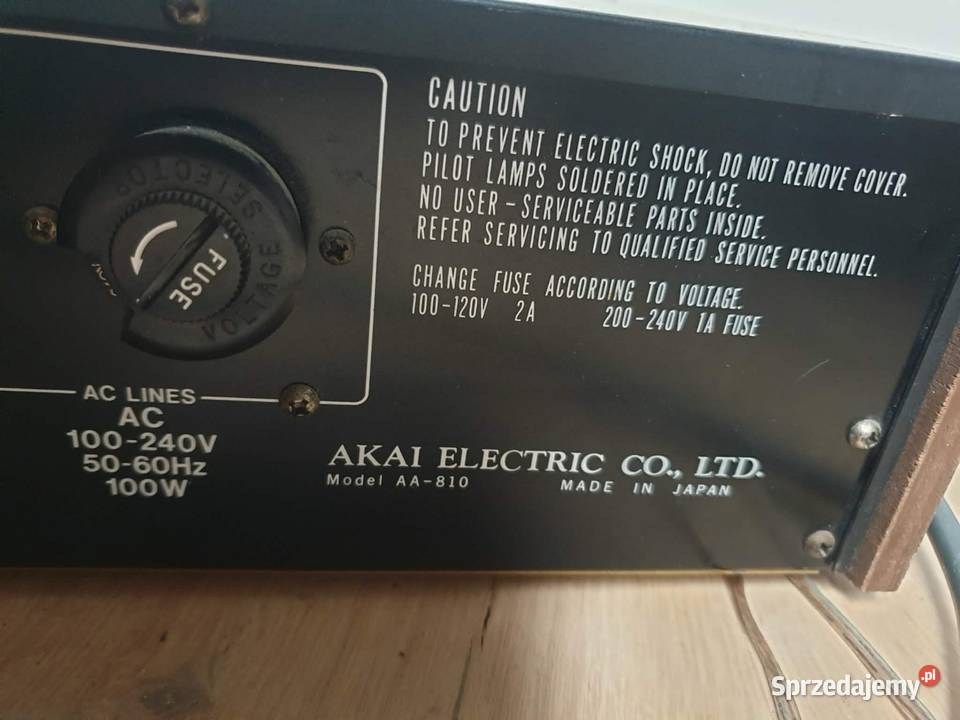 CAUTION
TO PREVENT ELECTRIC SHOCK, DO NOT REMOVE COVER.
PILOT LAMPS SOLDERED IN PLACE.
NO USER-SERVICEABLE PARTS INSIDE.
REFER SERVICING TO QUALIFIED SERVICE PERSONNEL.
CHANGE FUSE ACCORDING TO VOLTAGE.
100-120V 2A 200-240V 1A FUSE
VOLTAGE SELECTOR
FUSE
AC LINES
AC
100-240V
50-60Hz
100W
AKAI ELECTRIC CO., LTD.
Model AA-810 MADE IN JAPAN
Sprzedajemy.pl